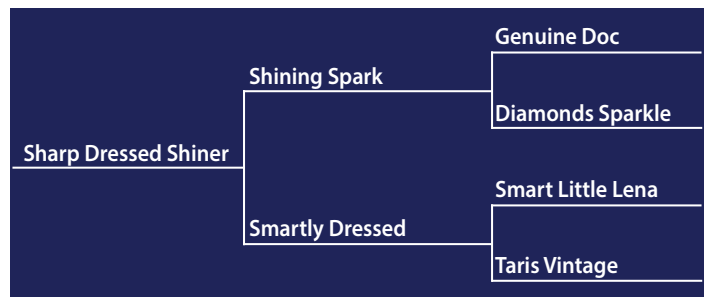 Genuine Doc
Shining Spark
Diamonds Sparkle
Sharp Dressed Shiner
Smart Little Lena
Smartly Dressed
Taris Vintage